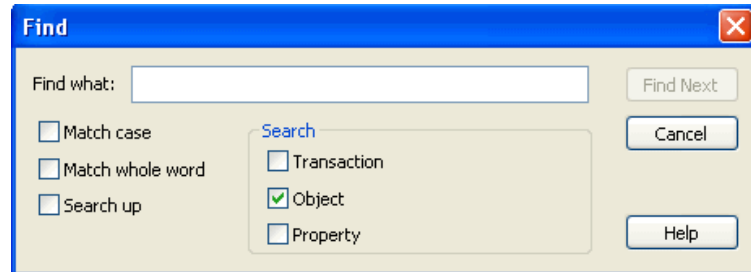 Find
Find what:
Find Next
Match case
Match whole word
Search up
Search
Transaction
Object
Property
Cancel
Help